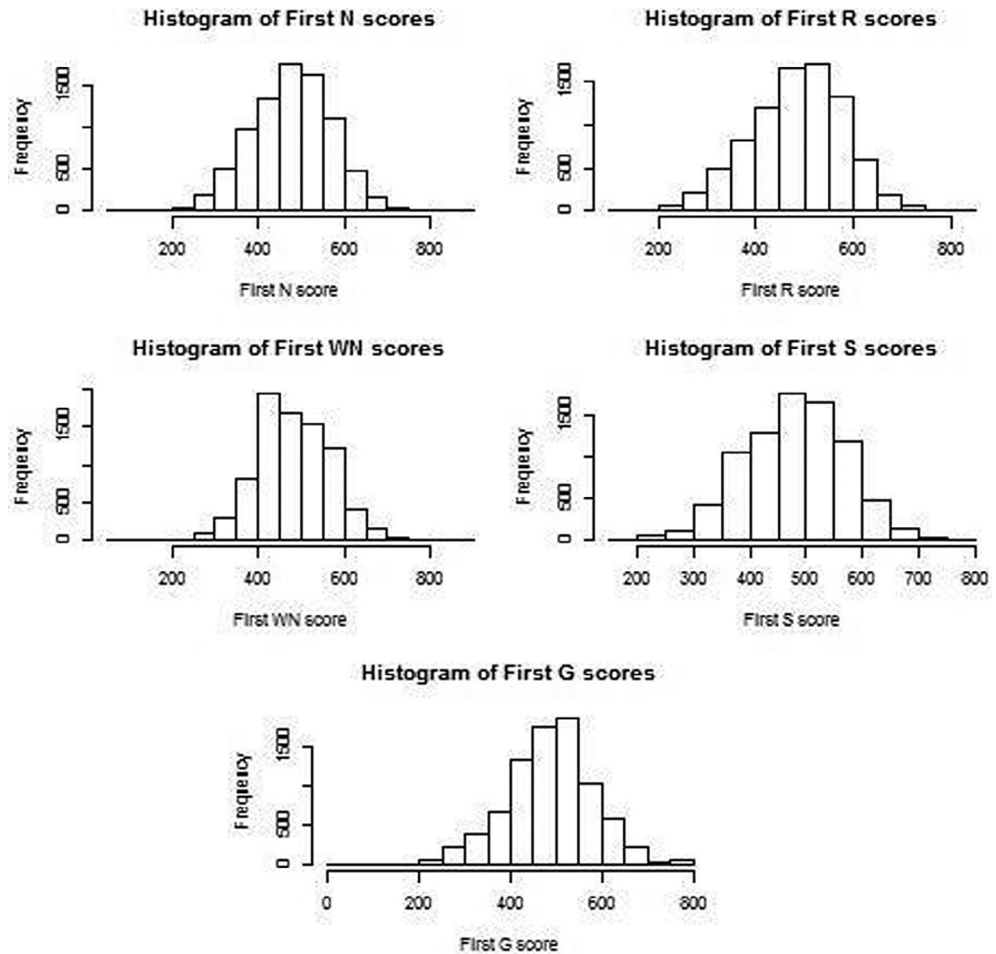 Histogram of First N scores
Frequency
1500
500
0
200 400 600 800
First N score
Histogram of First R scores
Frequency
1500
500
0
200 400 600 800
First R score
Histogram of First WN scores
Frequency
1500
500
0
200 400 600 800
First WN score
Histogram of First S scores
Frequency
1500
500
0
200 300 400 500 600 700 800
First S score
Histogram of First G scores
Frequency
1500
500
0
0 200 400 600 800
First G score